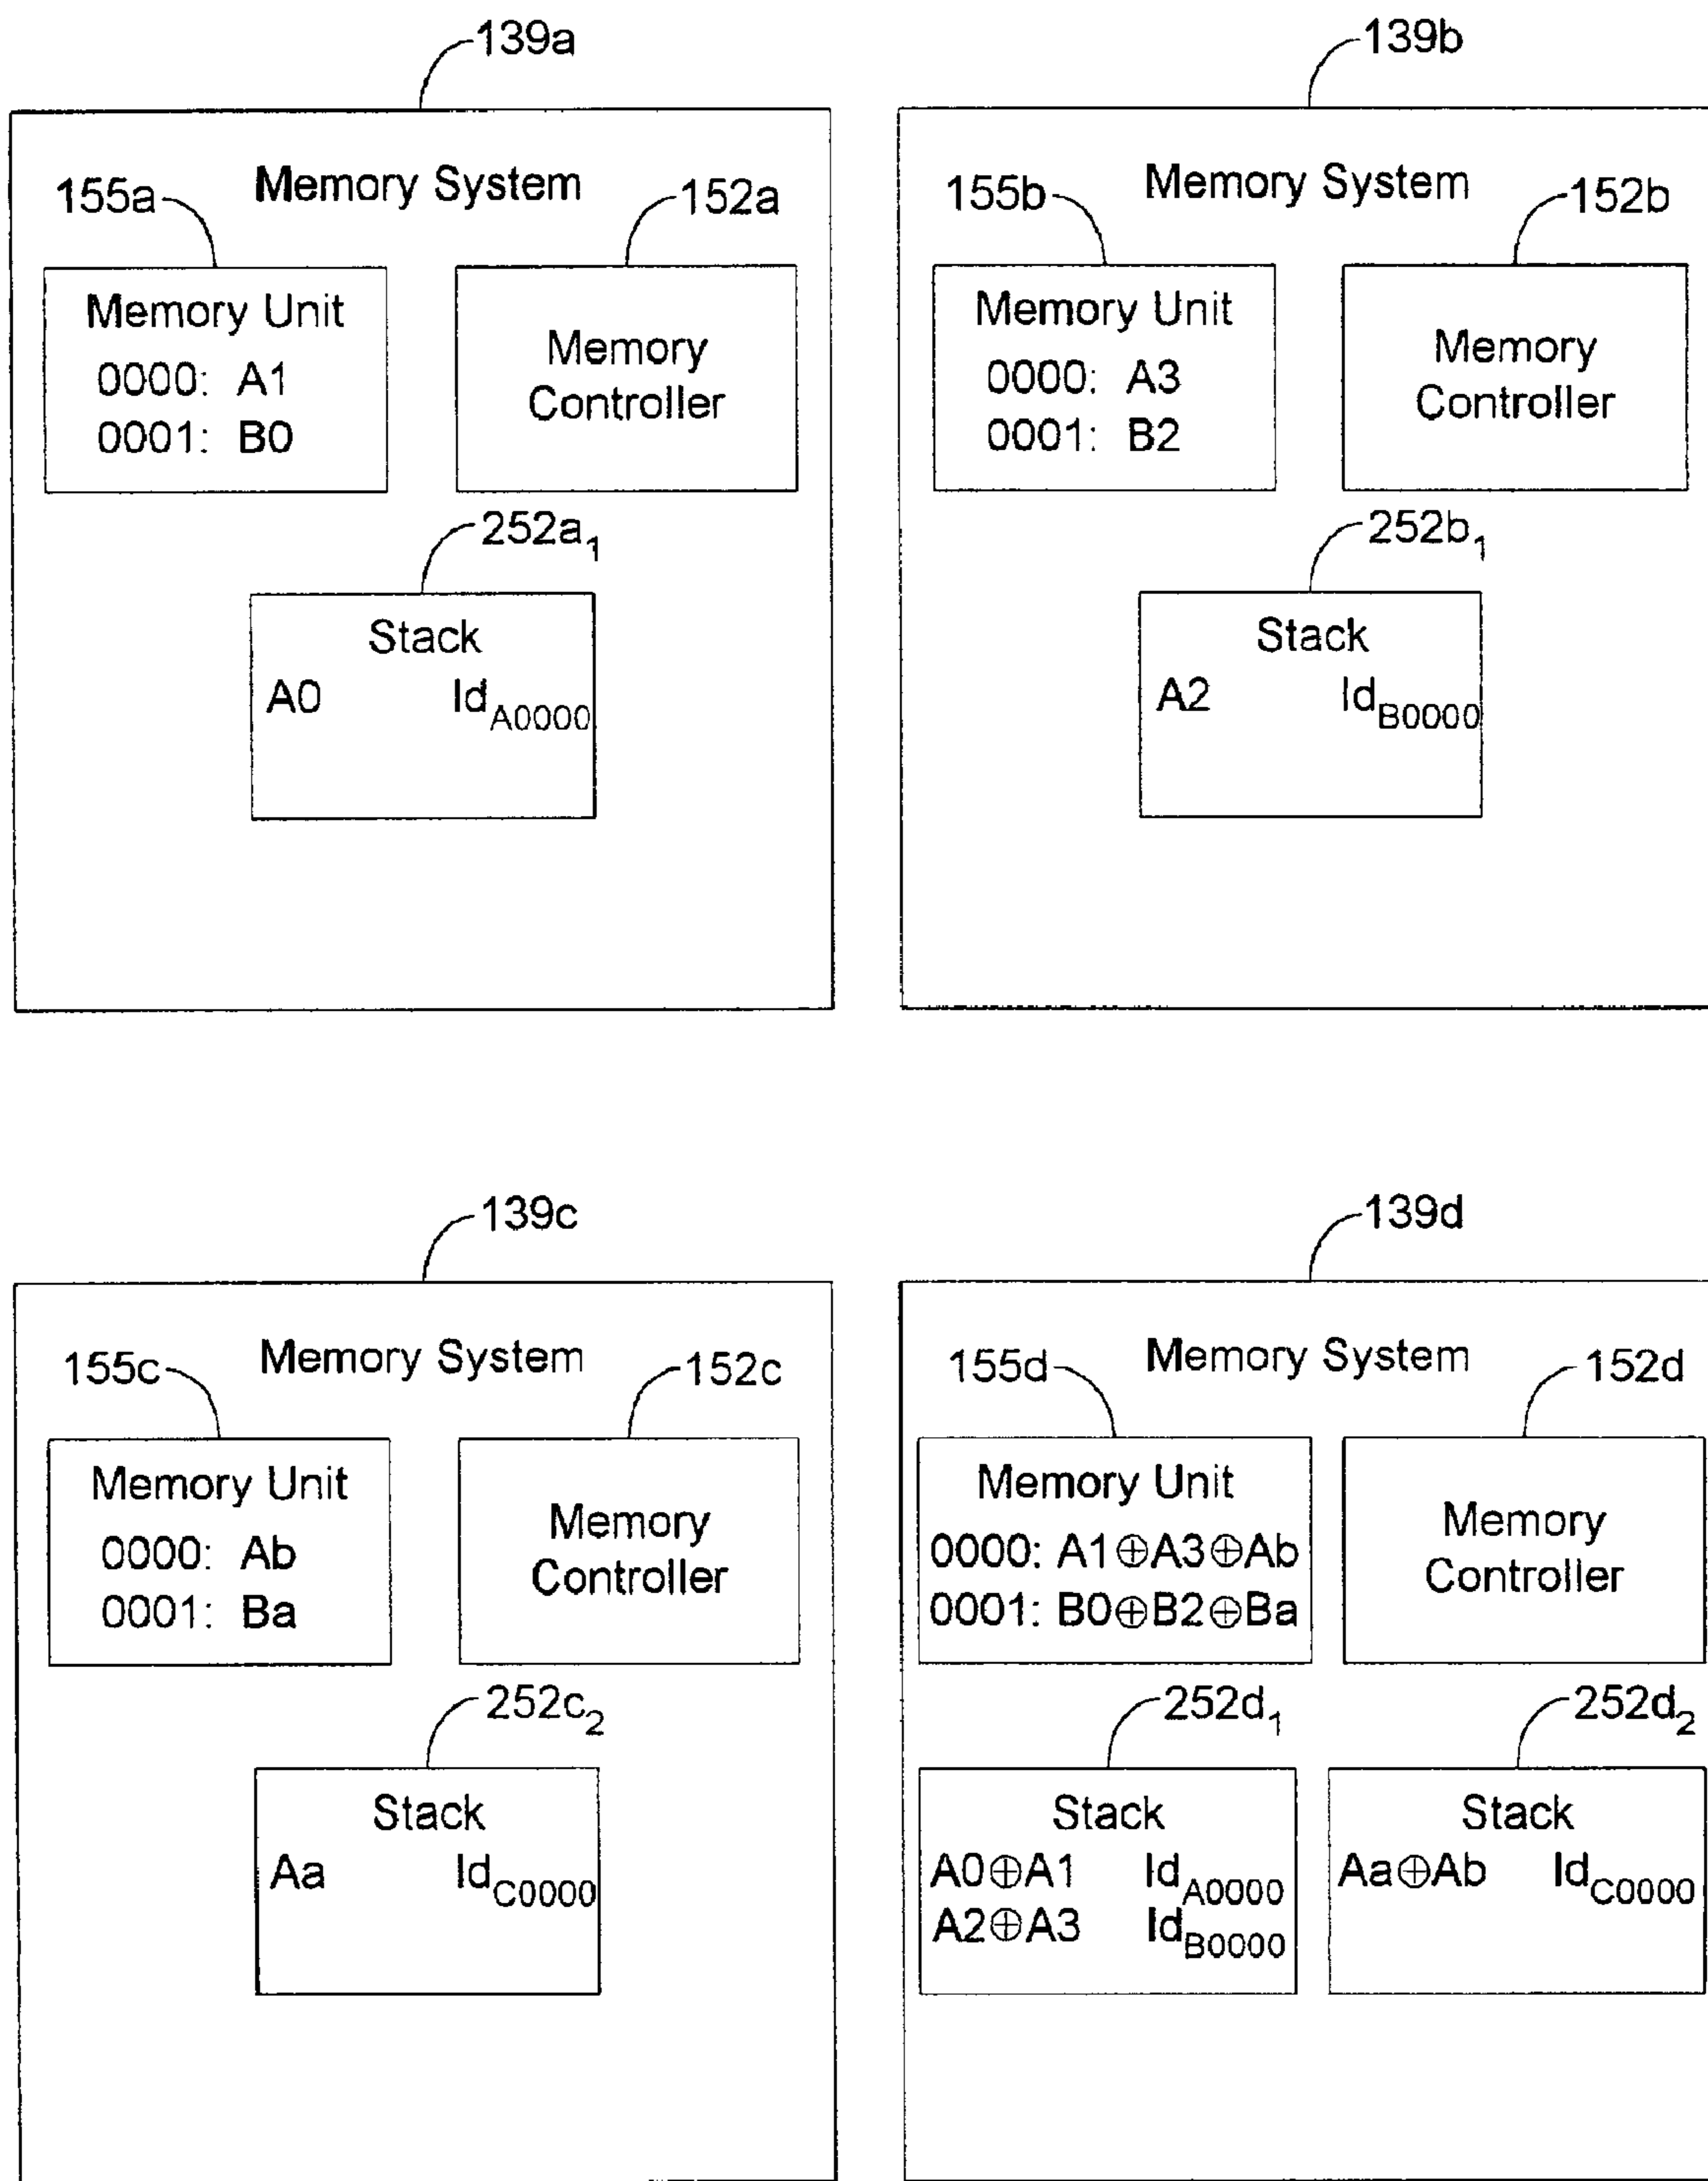 139a
139b
Memory System
155a
152a
Memory Unit
0000: A1
0001: B0
Memory
Controller
252a1
Stack
A0 IdA0000
Memory System
155b
152b
Memory Unit
0000: A3
0001: B2
Memory
Controller
252b1
Stack
A2 IdB0000
139c
139d
Memory System
155c
152c
Memory Unit
0000: Ab
0001: Ba
Memory
Controller
252c2
Stack
Aa IdC0000
Memory System
155d
152d
Memory Unit
0000: A1⊕A3⊕Ab
0001: B0⊕B2⊕Ba
Memory
Controller
252d1
252d2
Stack
A0⊕A1 IdA0000
A2⊕A3 IdB0000
Stack
Aa⊕Ab IdC0000